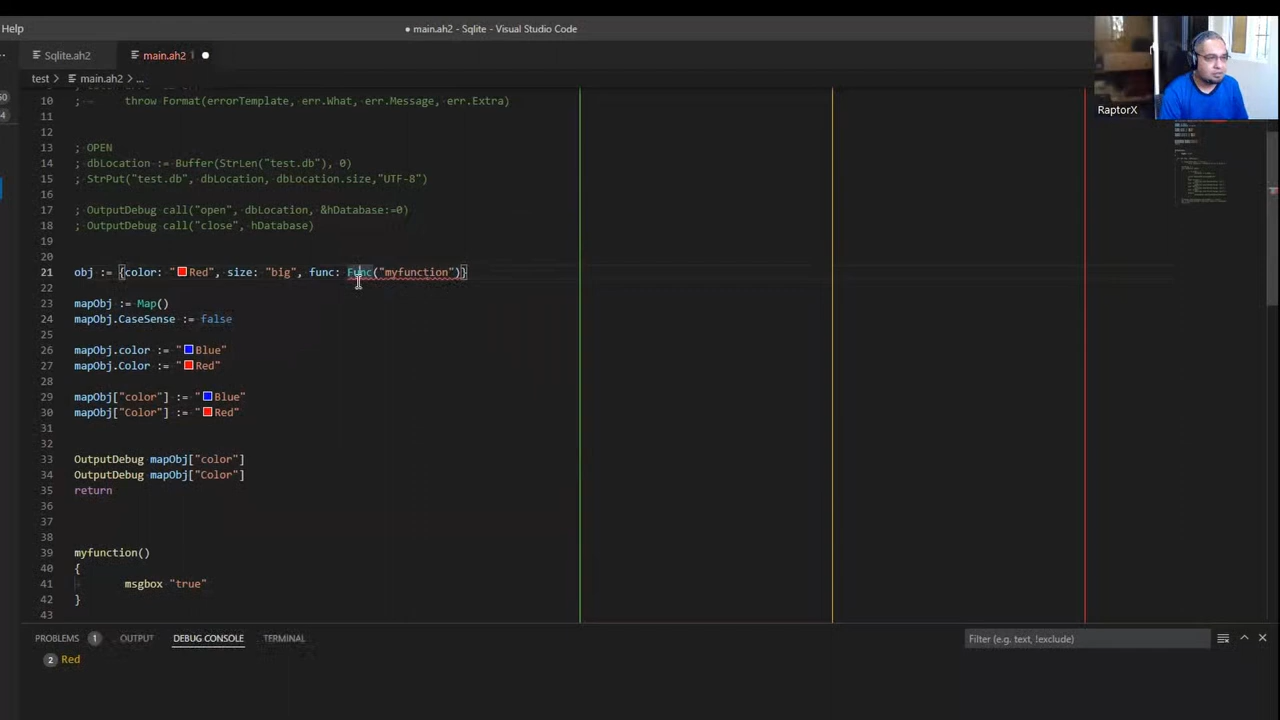 Help
main.ah2 - Sqlite - Visual Studio Code
Sqlite.ah2
main.ah2 1
test > main.ah2 > ...
10 ; throw Format(errorTemplate, err.What, err.Message, err.Extra)
11
12
13 ; OPEN
14 ; dbLocation := Buffer(StrLen("test.db"), 0)
15 ; StrPut("test.db", dbLocation, dbLocation.size,"UTF-8")
16
17 ; OutputDebug call("open", dbLocation, &hDatabase:=0)
18 ; OutputDebug call("close", hDatabase)
19
20
21 obj := {color: "Red", size: "big", func: Func("myfunction")}
22
23 mapObj := Map()
24 mapObj.CaseSense := false
25
26 mapObj.color := "Blue"
27 mapObj.Color := "Red"
28
29 mapObj["color"] := "Blue"
30 mapObj["Color"] := "Red"
31
32
33 OutputDebug mapObj["color"]
34 OutputDebug mapObj["Color"]
35 return
36
37
38
39 myfunction()
40 {
41 msgbox "true"
42 }
43
RaptorX
PROBLEMS 1 OUTPUT DEBUG CONSOLE TERMINAL
Filter (e.g. text, !exclude)
2 Red